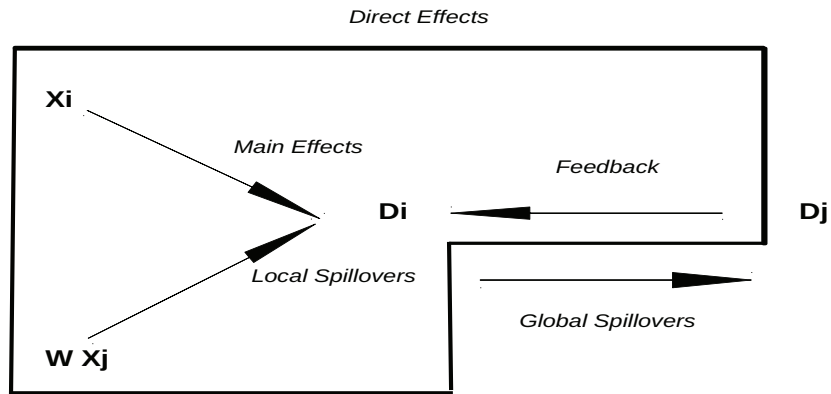 Direct Effects
Xi
Main Effects
Feedback
Di
Dj
Local Spillovers
Global Spillovers
W Xj